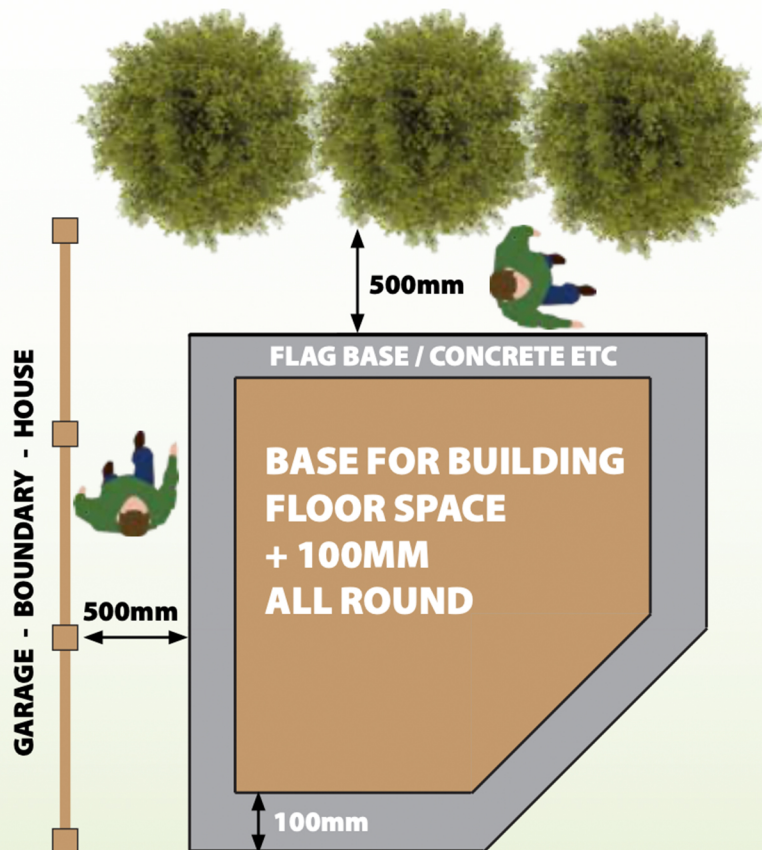 500mm
FLAG BASE / CONCRETE ETC
GARAGE - BOUNDARY - HOUSE
BASE FOR BUILDING
FLOOR SPACE
+ 100MM
ALL ROUND
500mm
100mm